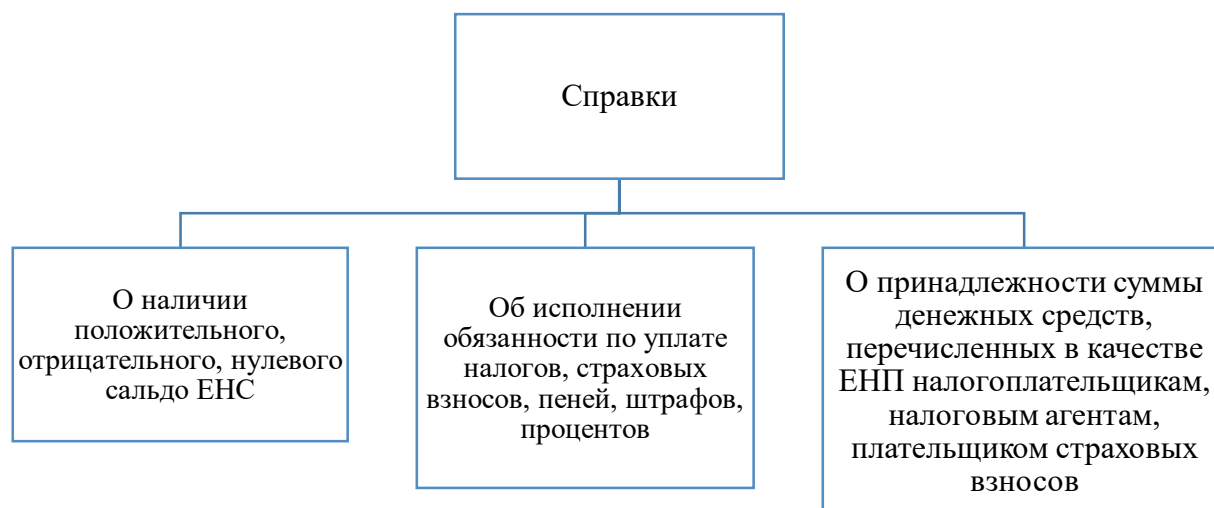 Справки
О наличии
положительного,
отрицательного, нулевого
сальдо ЕНС
Об исполнении
обязанности по уплате
налогов, страховых
взносов, пеней, штрафов,
процентов
О принадлежности суммы
денежных средств,
перечисленных в качестве
ЕНП налогоплательщикам,
налоговым агентам,
плательщиком страховых
взносов